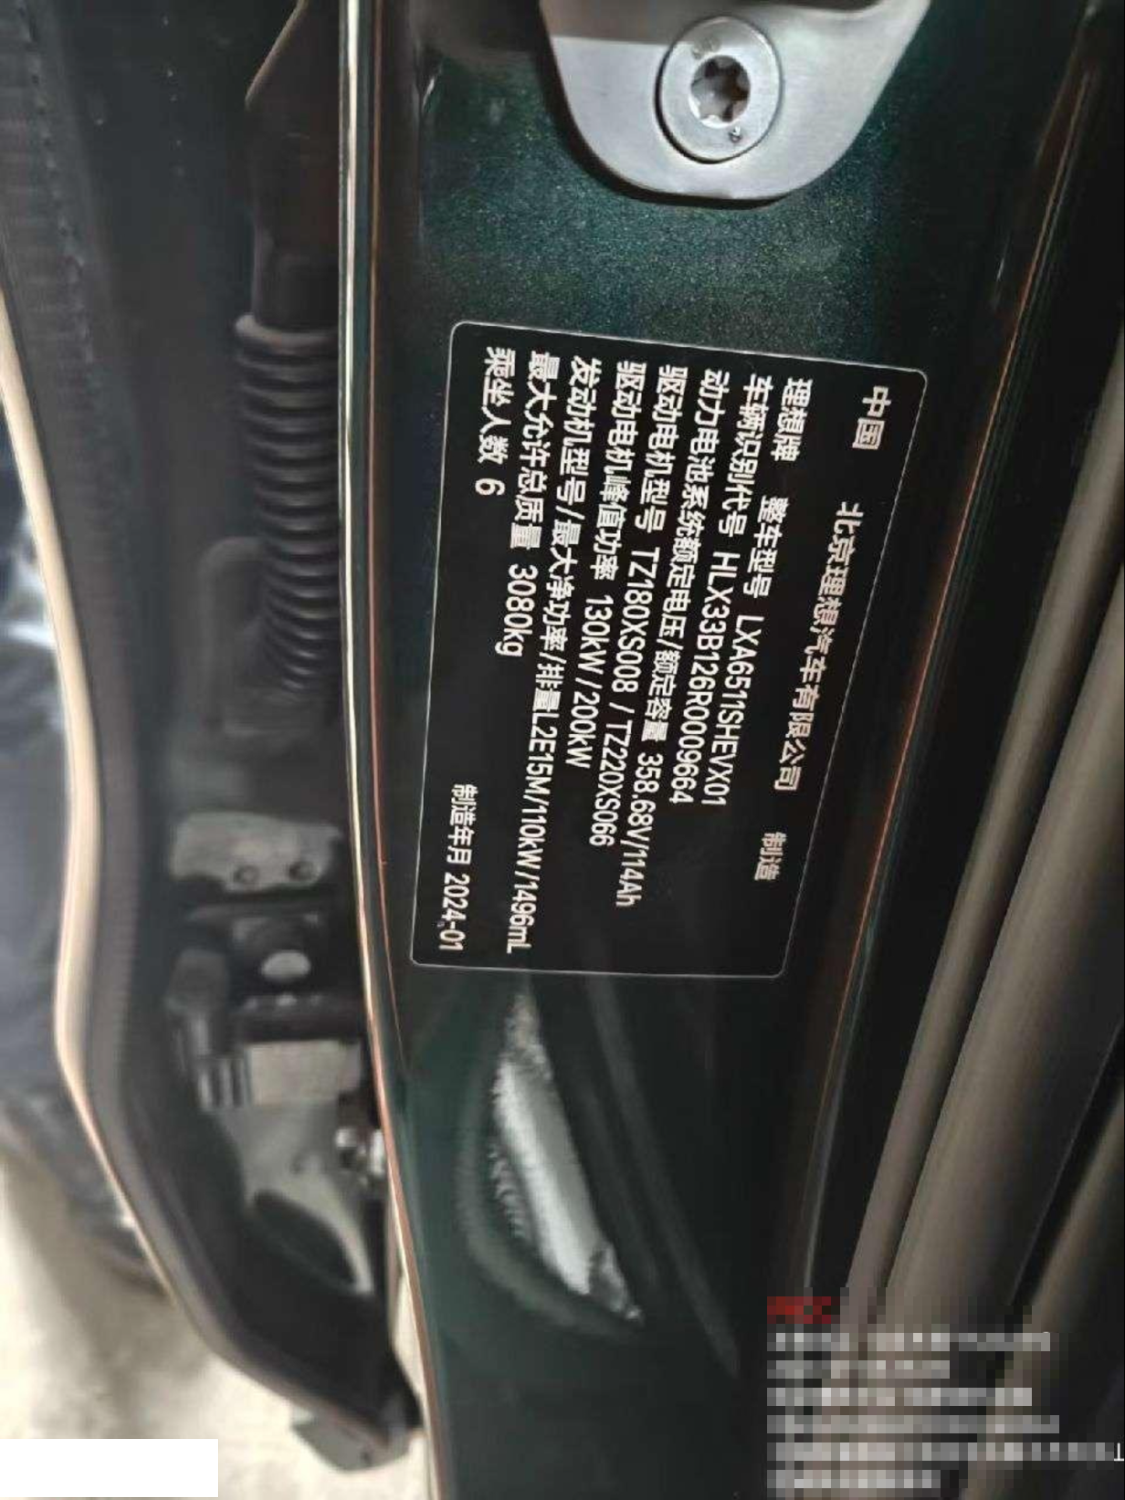 中国 北京理想汽车有限公司 制造
理想牌 整车型号 LXA6511SHEVX01
车辆识别代号 HLX33B126R0009664
动力电池系统额定电压/额定容量 358.68V/114Ah
驱动电机型号 TZ180XS008 / TZ220XS066
驱动电机峰值功率 130kW / 200kW
发动机型号/最大净功率/排量L2E15M/110kW/1496mL
最大允许总质量 3080kg
乘坐人数 6
制造年月 2024-01